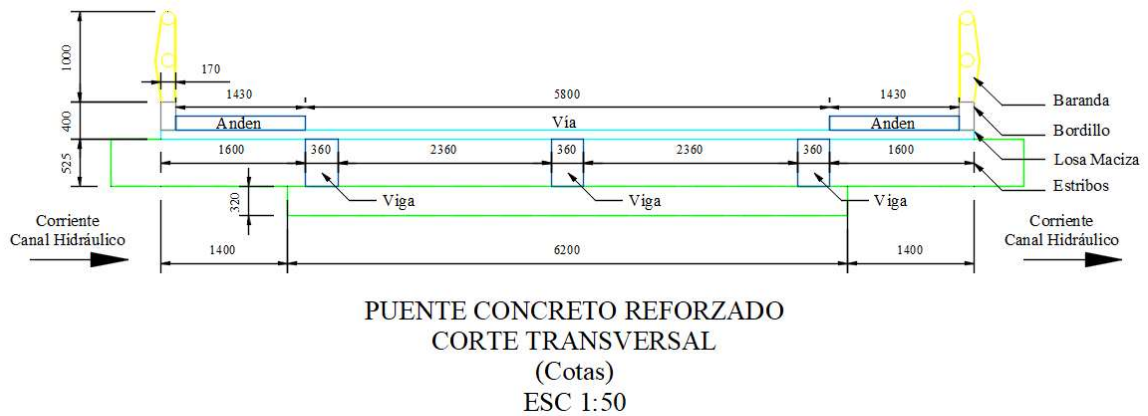 1000
170
1430
5800
1430
Baranda
400
Anden
Vía
Anden
Bordillo
525
1600
360
2360
360
2360
360
1600
Losa Maciza
Estribos
320
Viga
Viga
Viga
Corriente
Canal Hidráulico
Corriente
Canal Hidráulico
1400
6200
1400
PUENTE CONCRETO REFORZADO
CORTE TRANSVERSAL
(Cotas)
ESC 1:50